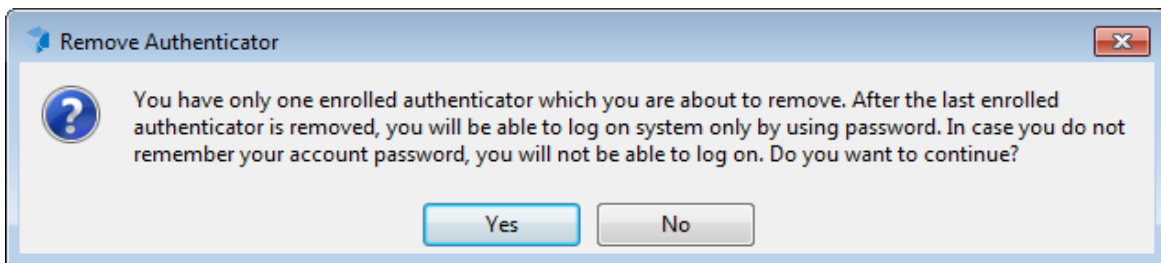 Remove Authenticator
You have only one enrolled authenticator which you are about to remove. After the last enrolled
authenticator is removed, you will be able to log on system only by using password. In case you do not
remember your account password, you will not be able to log on. Do you want to continue?
Yes No